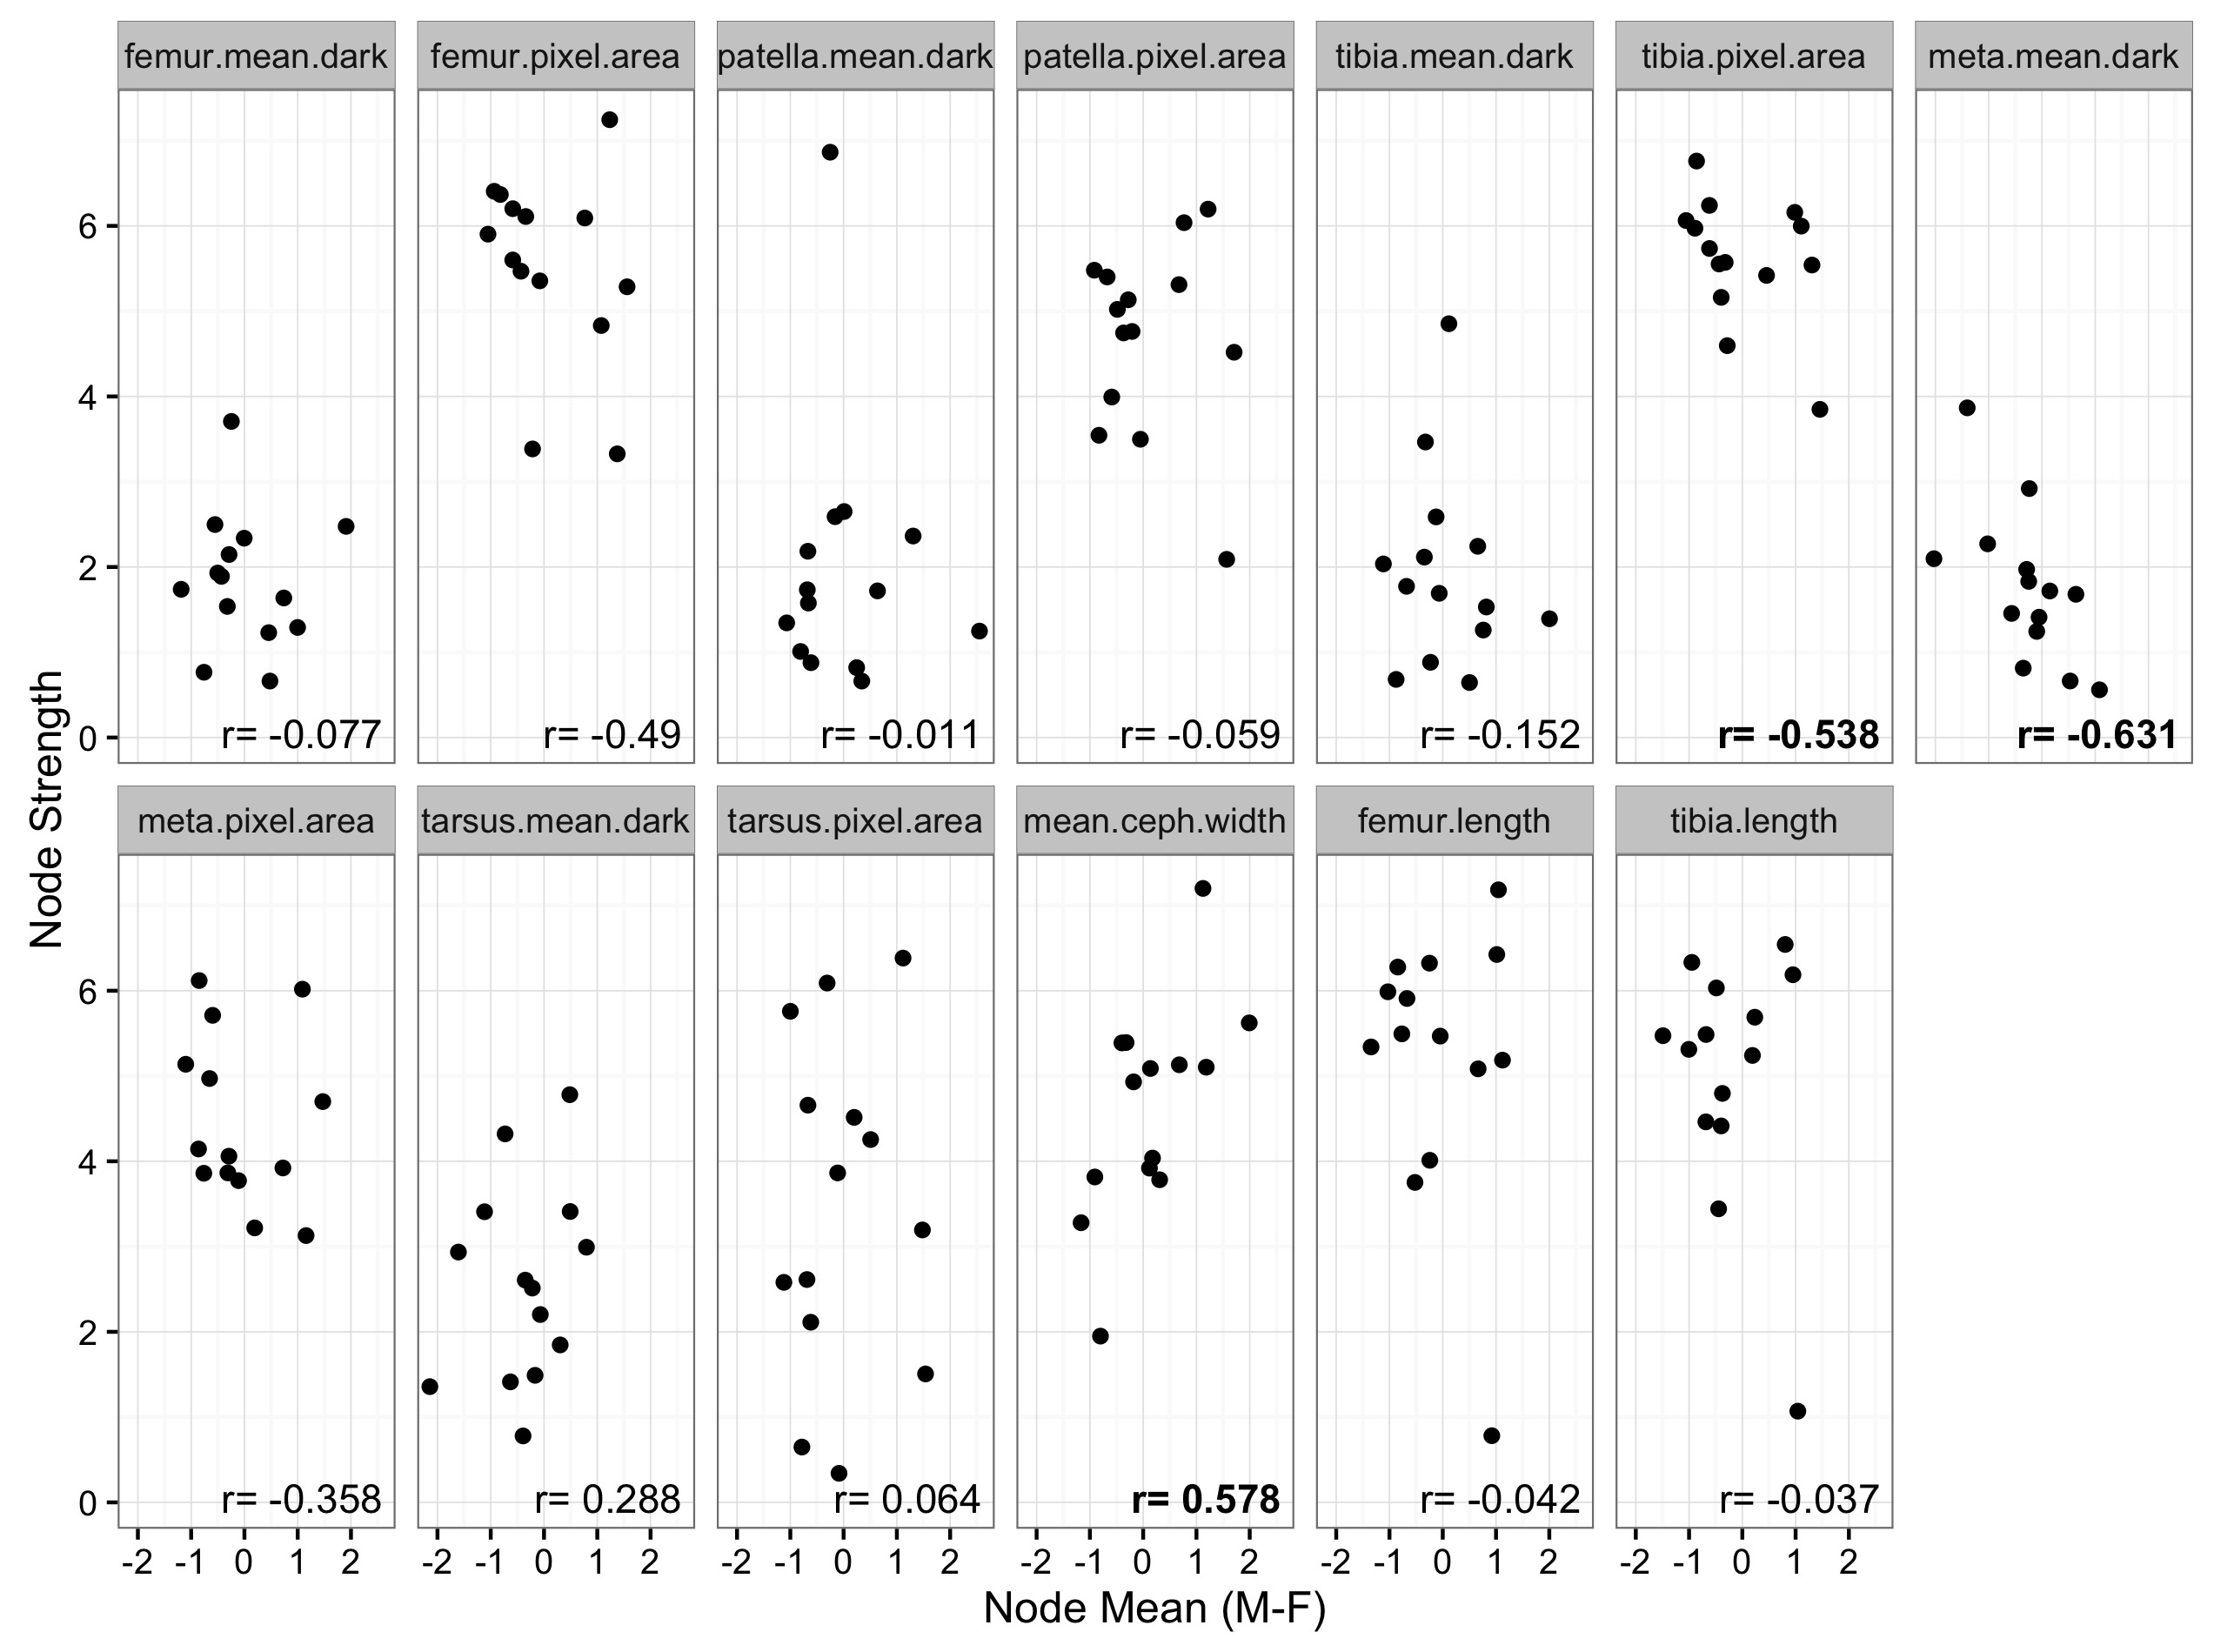 femur.mean.dark femur.pixel.area patella.mean.dark patella.pixel.area tibia.mean.dark tibia.pixel.area meta.mean.dark
6
4
2
0
r= -0.077 r= -0.49 r= -0.011 r= -0.059 r= -0.152 r= -0.538 r= -0.631
Node Strength
meta.pixel.area tarsus.mean.dark tarsus.pixel.area mean.ceph.width femur.length tibia.length
6
4
2
0
r= -0.358 r= 0.288 r= 0.064 r= 0.578 r= -0.042 r= -0.037
-2 -1 0 1 2 -2 -1 0 1 2 -2 -1 0 1 2 -2 -1 0 1 2 -2 -1 0 1 2 -2 -1 0 1 2
Node Mean (M-F)